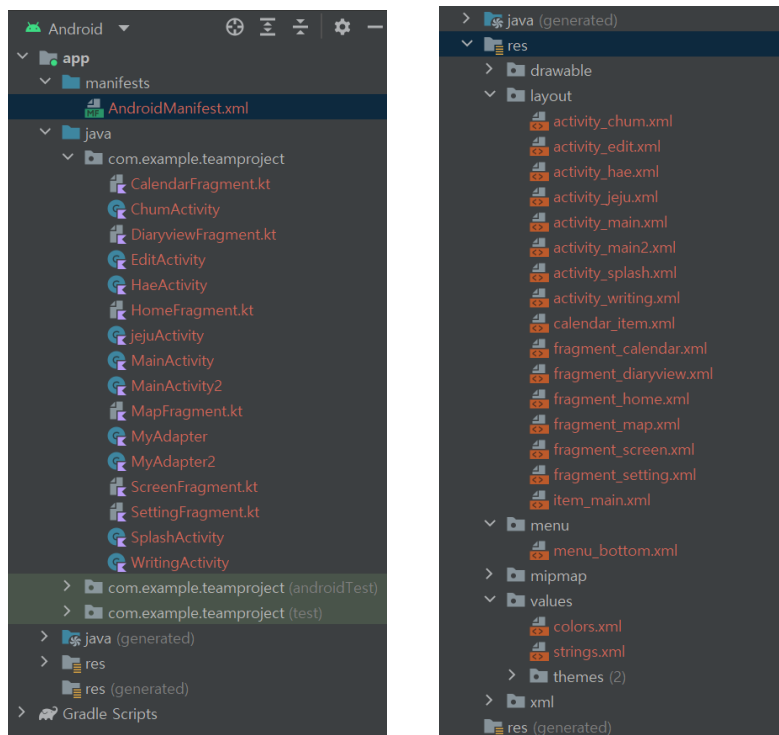 Android
app
manifests
MF
AndroidManifest.xml
java
com.example.teamproject
CalendarFragment.kt
ChumActivity
DiaryviewFragment.kt
EditActivity
HaeActivity
HomeFragment.kt
jejuActivity
MainActivity
MainActivity2
MapFragment.kt
MyAdapter
MyAdapter2
ScreenFragment.kt
SettingFragment.kt
SplashActivity
WritingActivity
com.example.teamproject (androidTest)
com.example.teamproject (test)
java (generated)
res
res (generated)
Gradle Scripts
java (generated)
res
drawable
layout
activity_chum.xml
activity_edit.xml
activity_hae.xml
activity_jeju.xml
activity_main.xml
activity_main2.xml
activity_splash.xml
activity_writing.xml
calendar_item.xml
fragment_calendar.xml
fragment_diaryview.xml
fragment_home.xml
fragment_map.xml
fragment_screen.xml
fragment_setting.xml
item_main.xml
menu
menu_bottom.xml
mipmap
values
colors.xml
strings.xml
themes (2)
xml
res (generated)